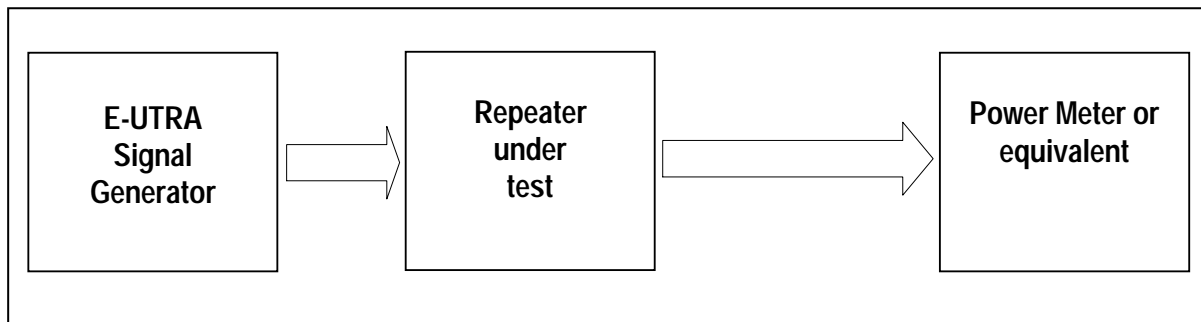 E-UTRA
Signal
Generator
Repeater
under
test
Power Meter or
equivalent